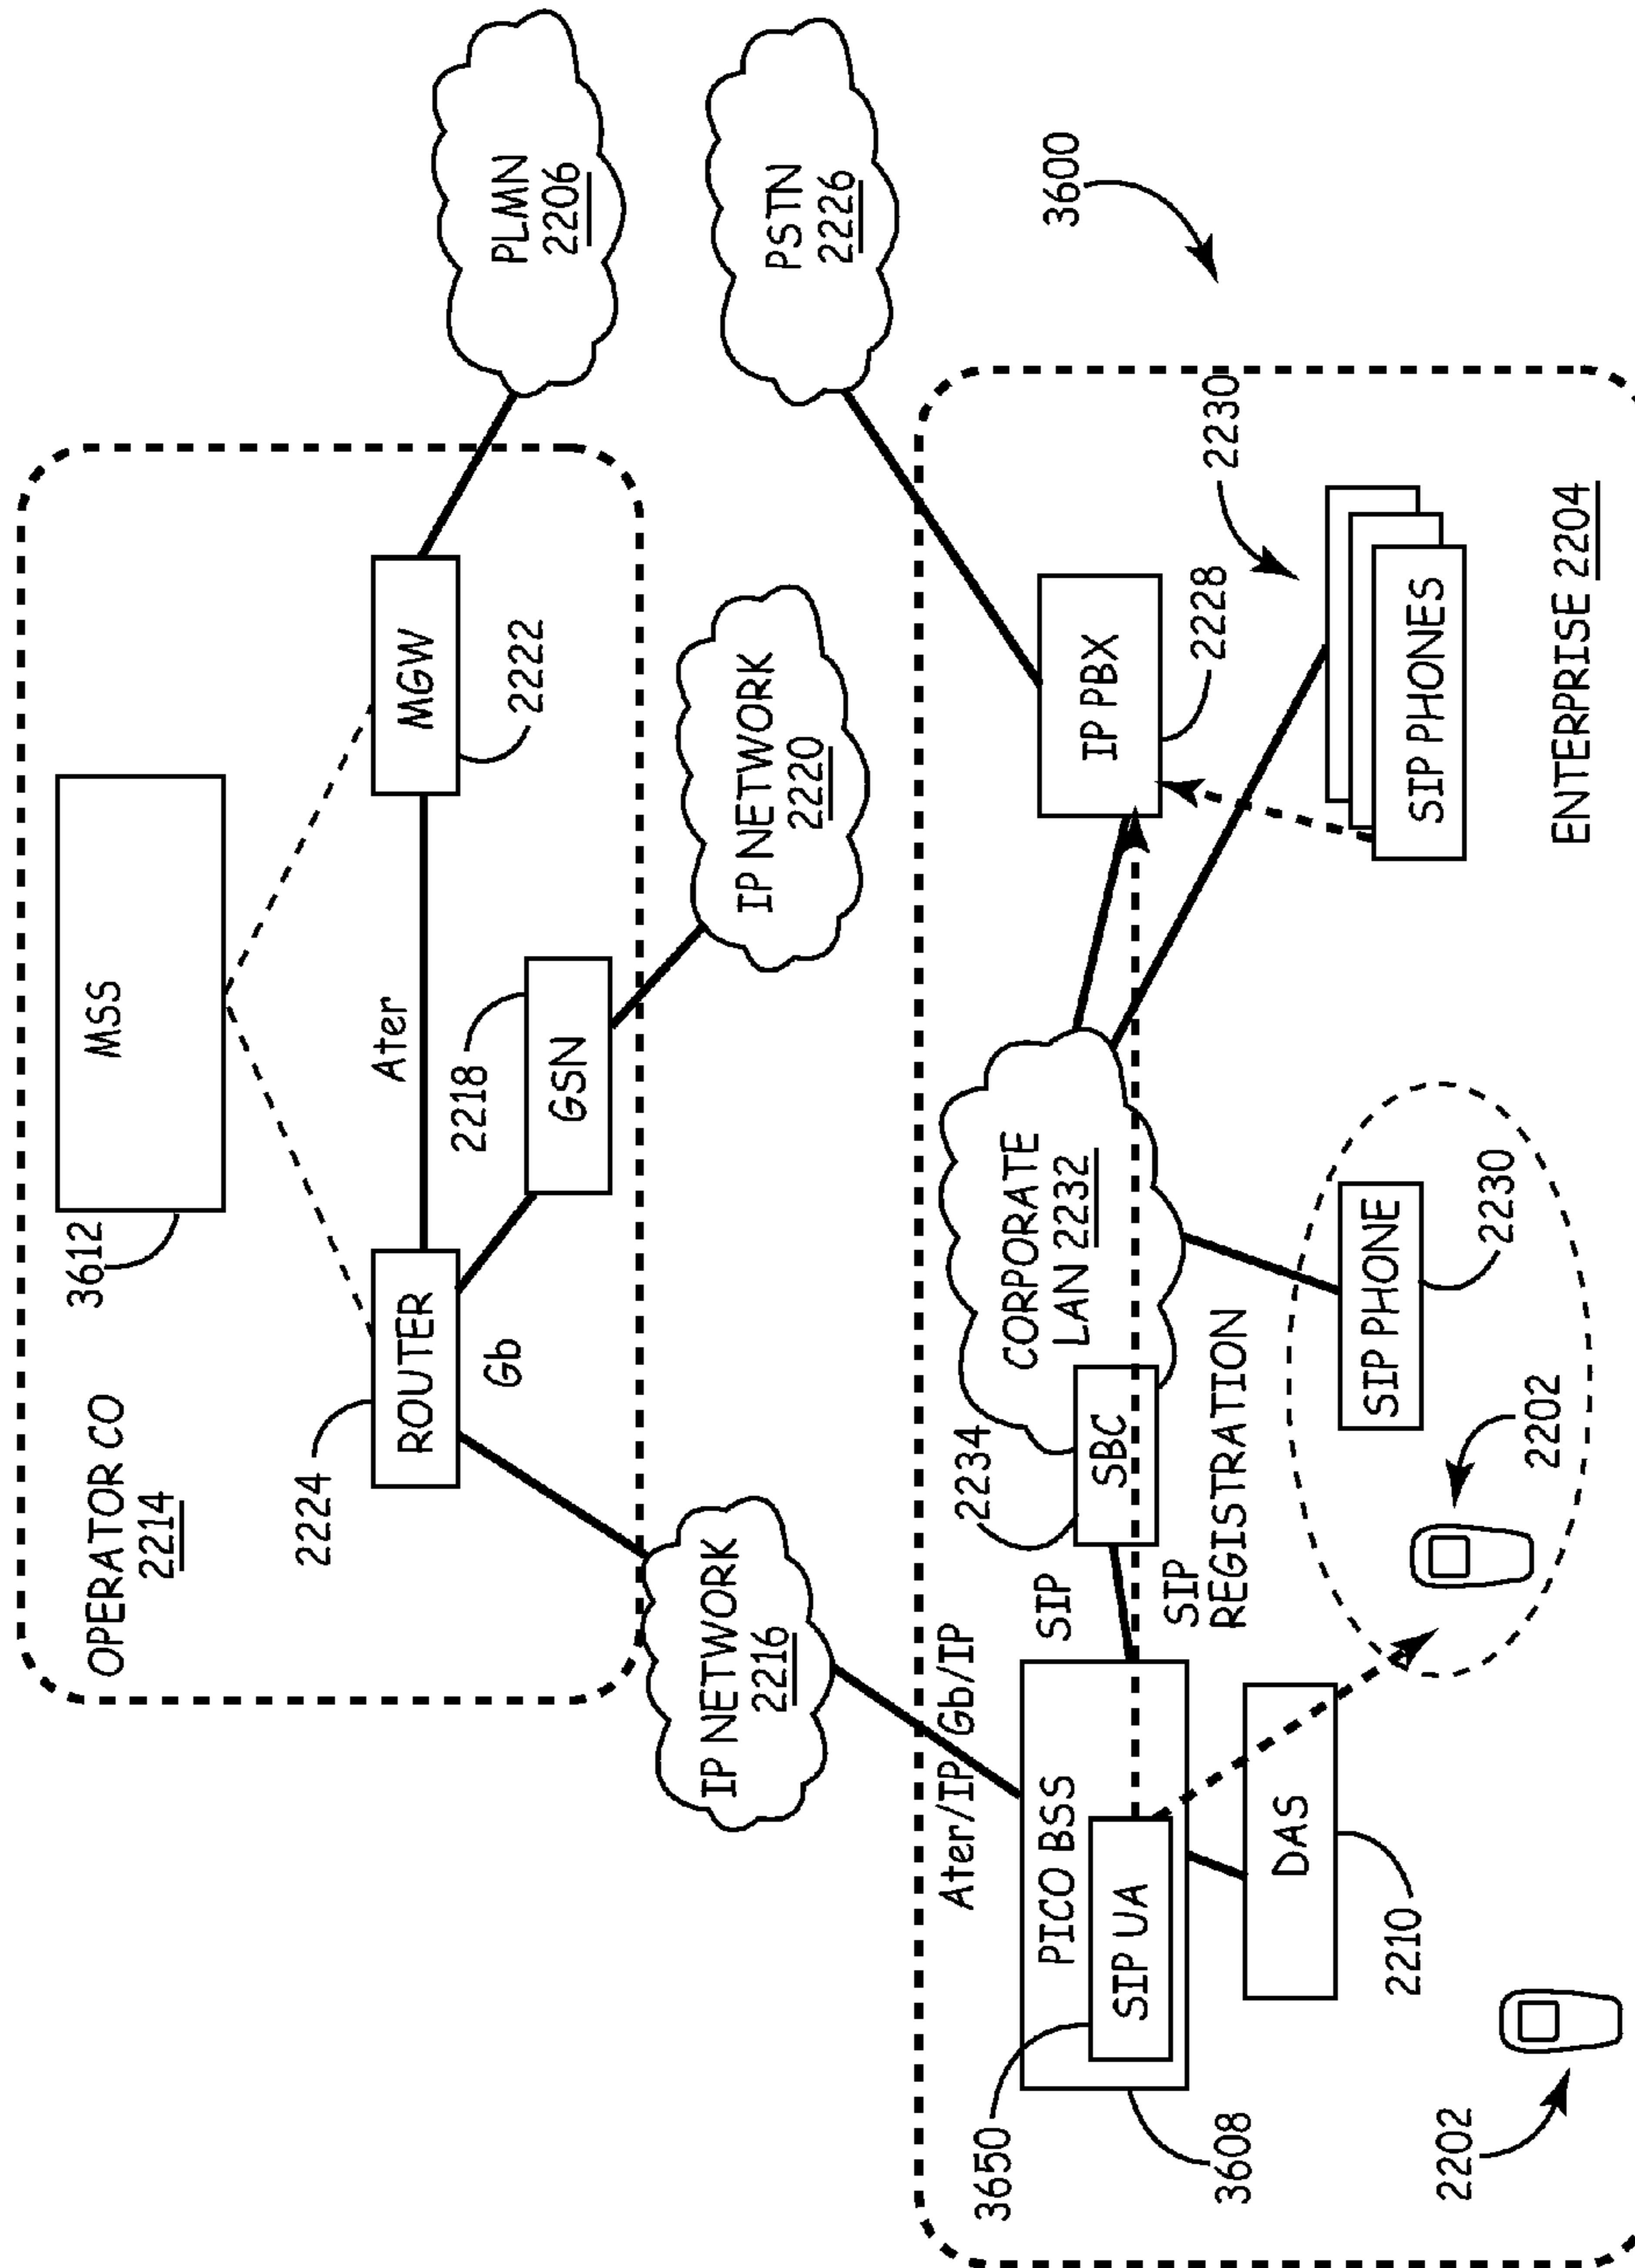 OPERATOR CO
2214
3612
MSS
2224
ROUTER
Ater
MGW
2222
Gb
2218
GSN
PLMN
2206
IP NETWORK
2216
IP NETWORK
2220
PSTN
2226
3600
Ater/IP Gb/IP
3650
PICO BSS
SIP UA
3608
SIP
2234
SBC
SIP
REGISTRATION
CORPORATE
LAN 2232
IP PBX
2228
2230
DAS
2210
SIP PHONE
2230
SIP PHONES
2202
2202
ENTERPRISE 2204